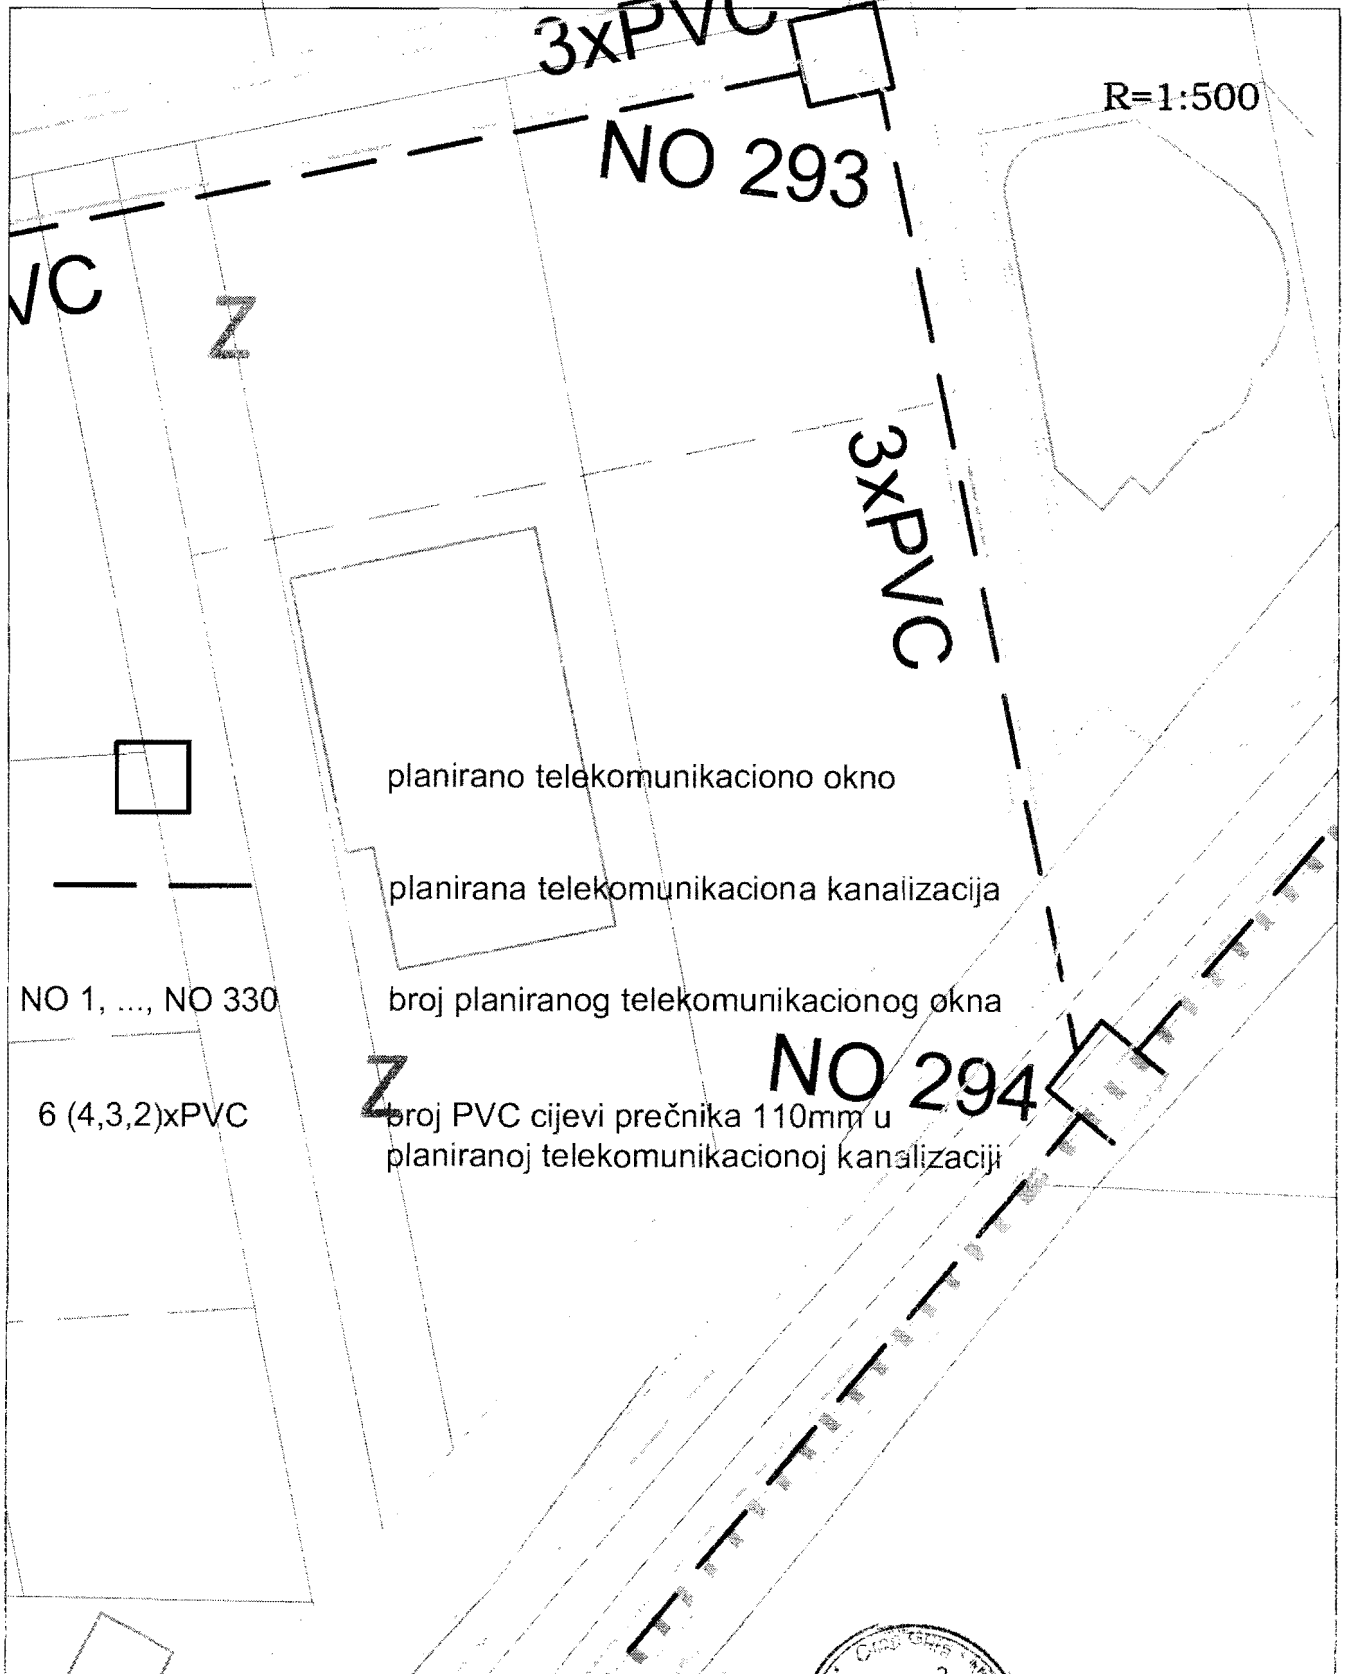 3xPVC
R=1:500
NO 293
VC
Z
3xPVC
planirano telekomunikaciono okno
planirana telekomunikaciona kanalizacija
NO 1, ..., NO 330
broj planiranog telekomunikacionog okna
NO 294
Z
6 (4,3,2)xPVC
broj PVC cijevi prečnika 110mm u
planiranoj telekomunikacionoj kanalizaciji